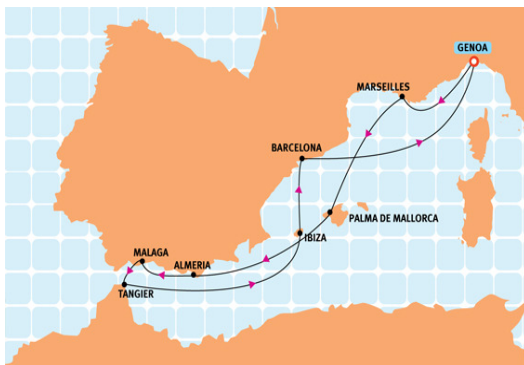 GENOA
MARSEILLES
BARCELONA
PALMA DE MALLORCA
IBIZA
MALAGA
ALMERIA
TANGIER